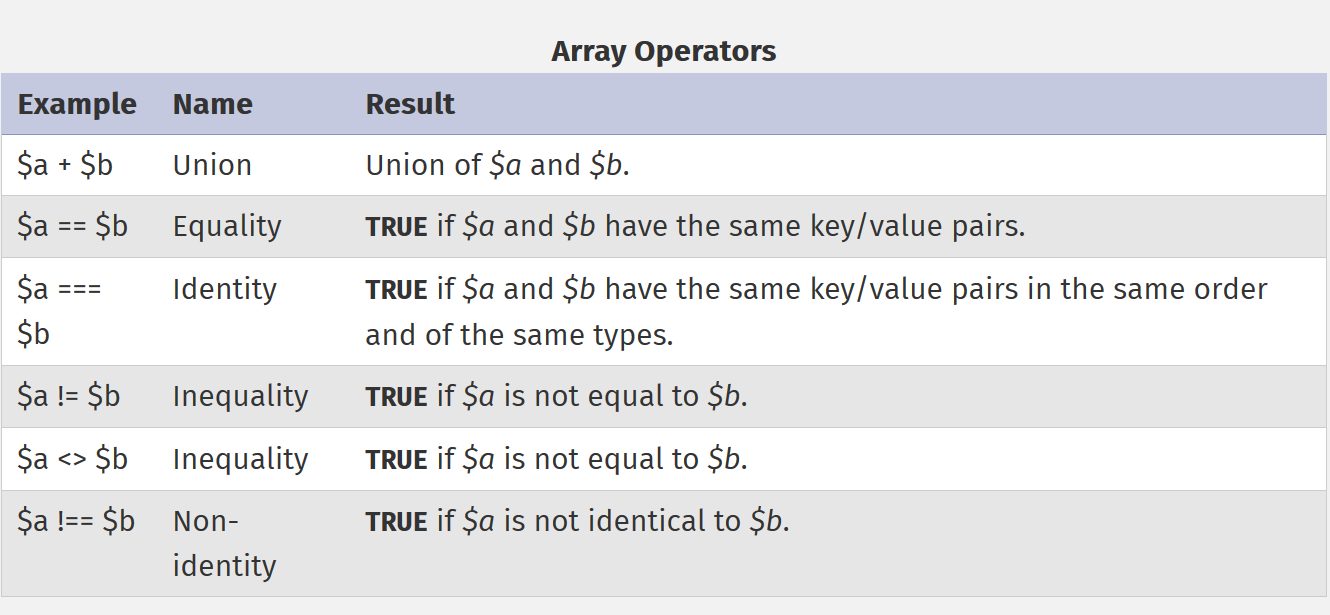 Array Operators
Example Name Result
$a + $b Union Union of $a and $b.
$a == $b Equality TRUE if $a and $b have the same key/value pairs.
$a === Identity TRUE if $a and $b have the same key/value pairs in the same order
$b and of the same types.
$a != $b Inequality TRUE if $a is not equal to $b.
$a <> $b Inequality TRUE if $a is not equal to $b.
$a !== $b Non- TRUE if $a is not identical to $b.
identity